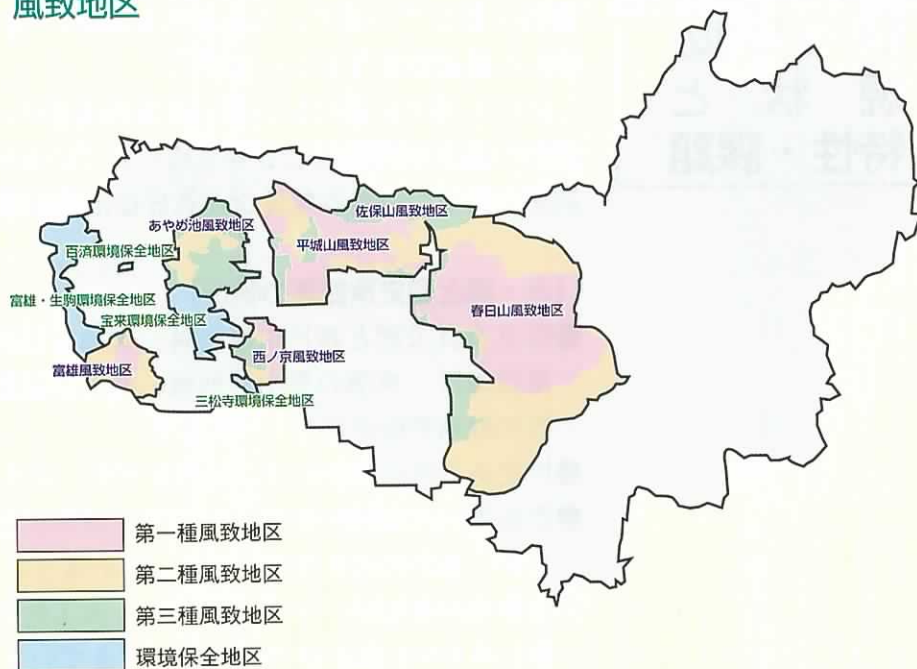 風致地区
佐保山風致地区
あやめ池風致地区
平城山風致地区
百済環境保全地区
富雄・生駒環境保全地区
春日山風致地区
宝来環境保全地区
西ノ京風致地区
富雄風致地区
三松寺環境保全地区
第一種風致地区
第二種風致地区
第三種風致地区
環境保全地区